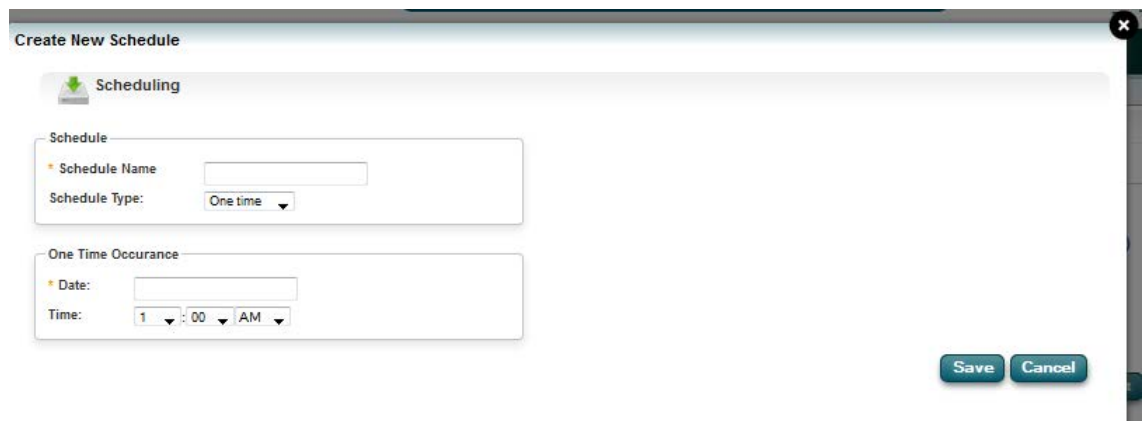 Create New Schedule
Scheduling
Schedule
* Schedule Name
Schedule Type: One time
One Time Occurance
* Date:
Time: 1 : 00 AM
Save Cancel